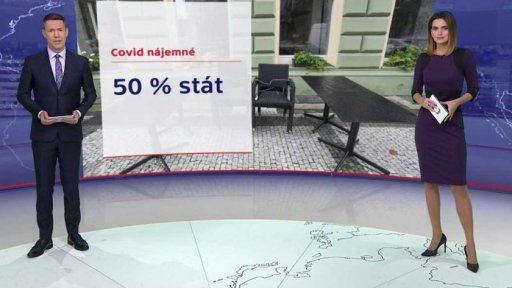 Covid nájemné
50 % stát